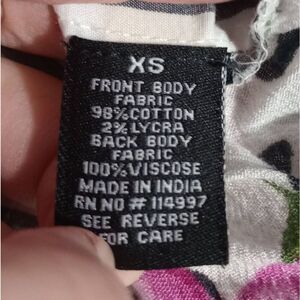 XS
FRONT BODY
FABRIC
98%COTTON
2% LYCRA
BACK BODY
FABRIC
100%VISCOSE
MADE IN INDIA
RN NO # 114997
SEE REVERSE
FOR CARE